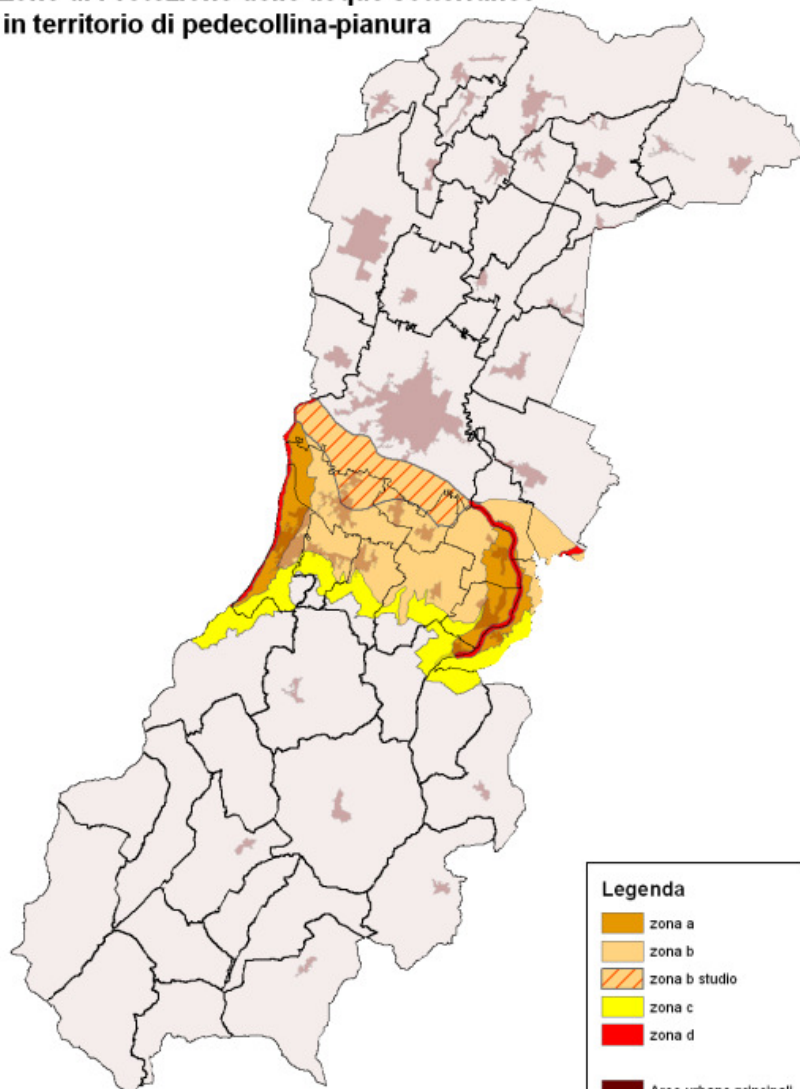 in territorio di pedecollina-pianura
Legenda
zona a
zona b
zona b studio
zona c
zona d